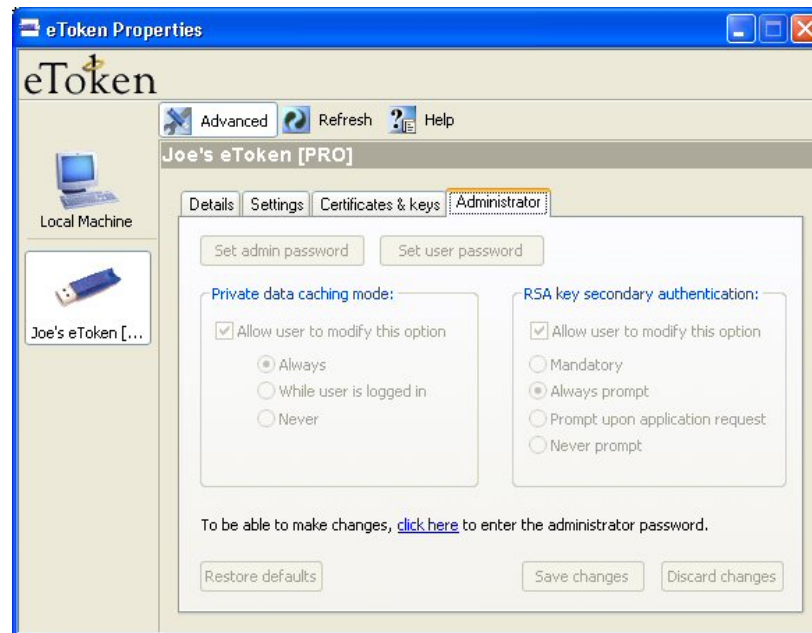 eToken Properties
eToken
Advanced Refresh Help
Joe's eToken [PRO]
Local Machine
Joe's eToken [...
Details Settings Certificates & keys Administrator
Set admin password Set user password
Private data caching mode:
Allow user to modify this option
Always
While user is logged in
Never
RSA key secondary authentication:
Allow user to modify this option
Mandatory
Always prompt
Prompt upon application request
Never prompt
To be able to make changes, click here to enter the administrator password.
Restore defaults Save changes Discard changes